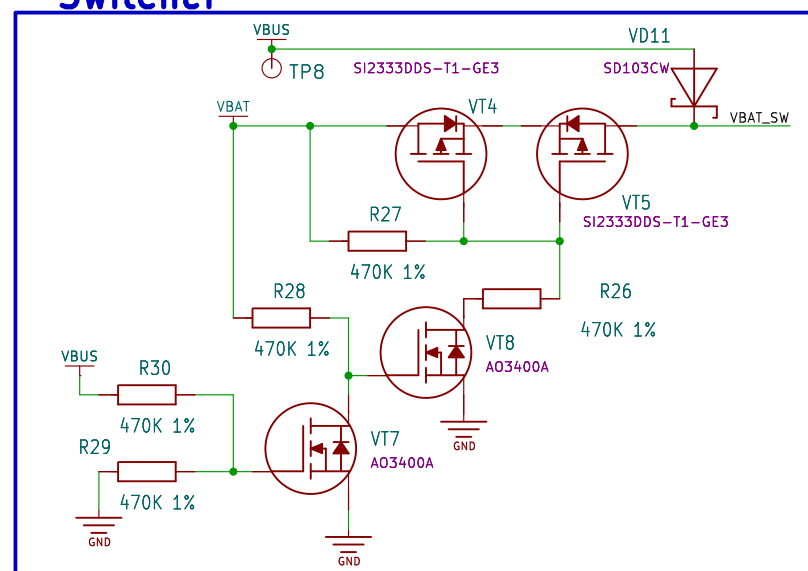 Switcher
VBUS
TP8
VD11
SI2333DDS-T1-GE3
SD103CW
VBAT
VT4
VBAT_SW
VT5
SI2333DDS-T1-GE3
R27
470K 1%
R28
470K 1%
R26
470K 1%
VT8
AO3400A
VBUS
R30
470K 1%
R29
470K 1%
VT7
AO3400A
GND
GND
GND